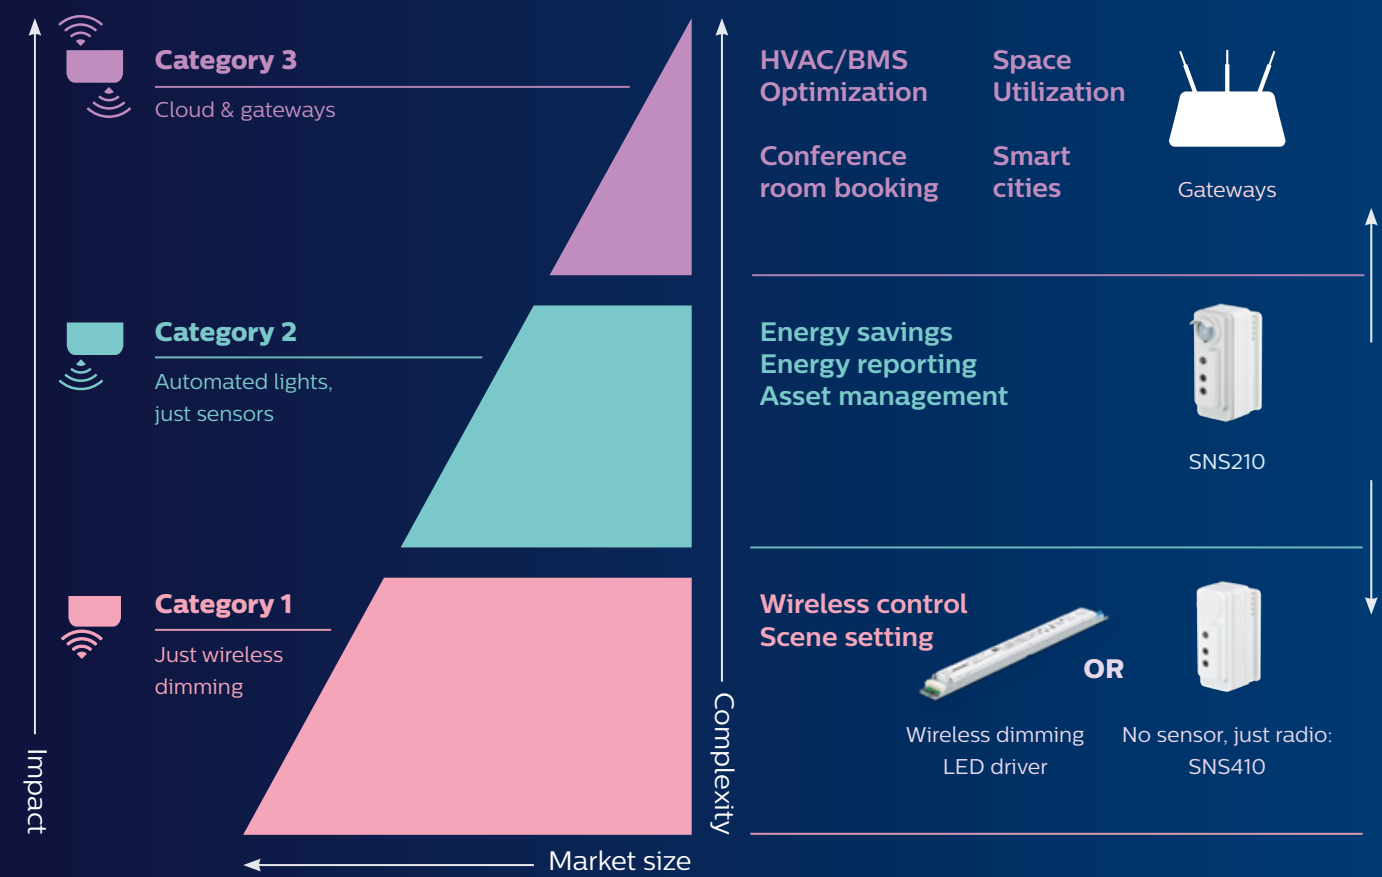 Category 3
Cloud & gateways
HVAC/BMS
Optimization
Space
Utilization
Conference
room booking
Smart
cities
Gateways
Category 2
Automated lights,
just sensors
Energy savings
Energy reporting
Asset management
SNS210
Category 1
Just wireless
dimming
Wireless control
Scene setting
OR
Wireless dimming
LED driver
No sensor, just radio:
SNS410
Impact
Complexity
Market size